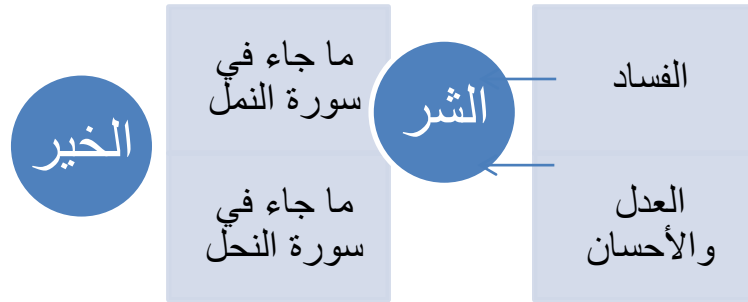 الفساد
العدل
والأحسان
الشر
ما جاء في
سورة النمل
ما جاء في
سورة النحل
الخير